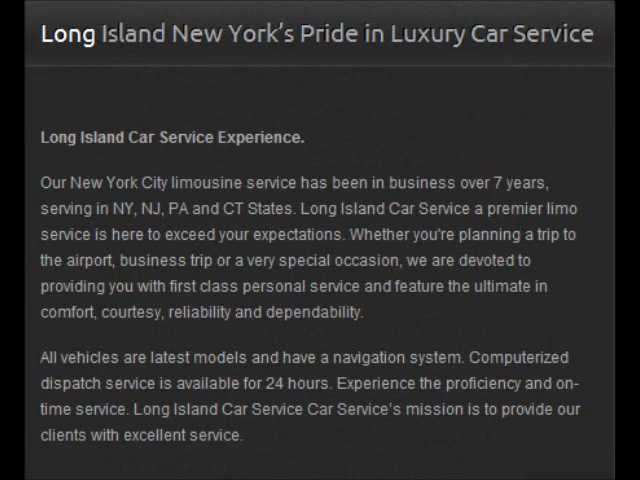 Long Island New York's Pride in Luxury Car Service
Long Island Car Service Experience.
Our New York City limousine service has been in business over 7 years,
serving in NY, NJ, PA and CT States. Long Island Car Service a premier limo
service is here to exceed your expectations. Whether you're planning a trip to
the airport, business trip or a very special occasion, we are devoted to
providing you with first class personal service and feature the ultimate in
comfort, courtesy, reliability and dependability.
All vehicles are latest models and have a navigation system. Computerized
dispatch service is available for 24 hours. Experience the proficiency and on-
time service. Long Island Car Service Car Service's mission is to provide our
clients with excellent service.